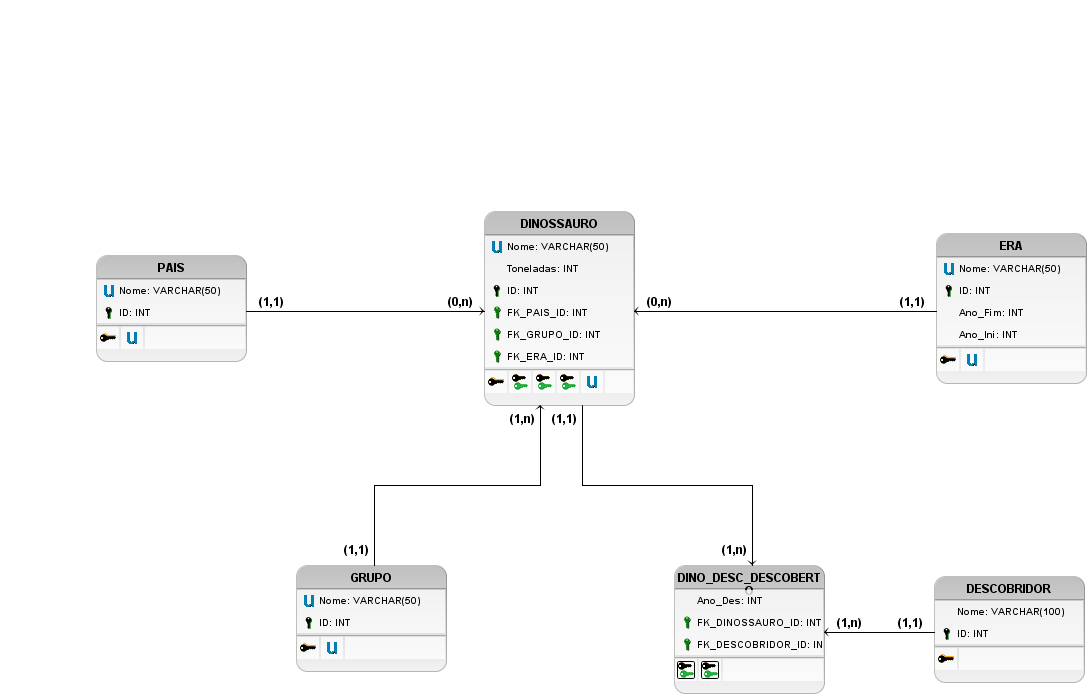 DINOSSAURO
Nome: VARCHAR(50)
Toneladas: INT
ID: INT
FK_PAIS_ID: INT
FK_GRUPO_ID: INT
FK_ERA_ID: INT
U
ERA
Nome: VARCHAR(50)
ID: INT
Ano_Fim: INT
Ano_Ini: INT
U
PAIS
Nome: VARCHAR(50)
ID: INT
U
(1,1)
(0,n)
(0,n)
(1,1)
(1,n)
(1,1)
(1,1)
(1,n)
GRUPO
Nome: VARCHAR(50)
ID: INT
U
DINO_DESC_DESCOBERT
Ano_Des: INT
FK_DINOSSAURO_ID: INT
FK_DESCOBRIDOR_ID: IN
(1,n)
(1,1)
DESCOBRIDOR
Nome: VARCHAR(100)
ID: INT